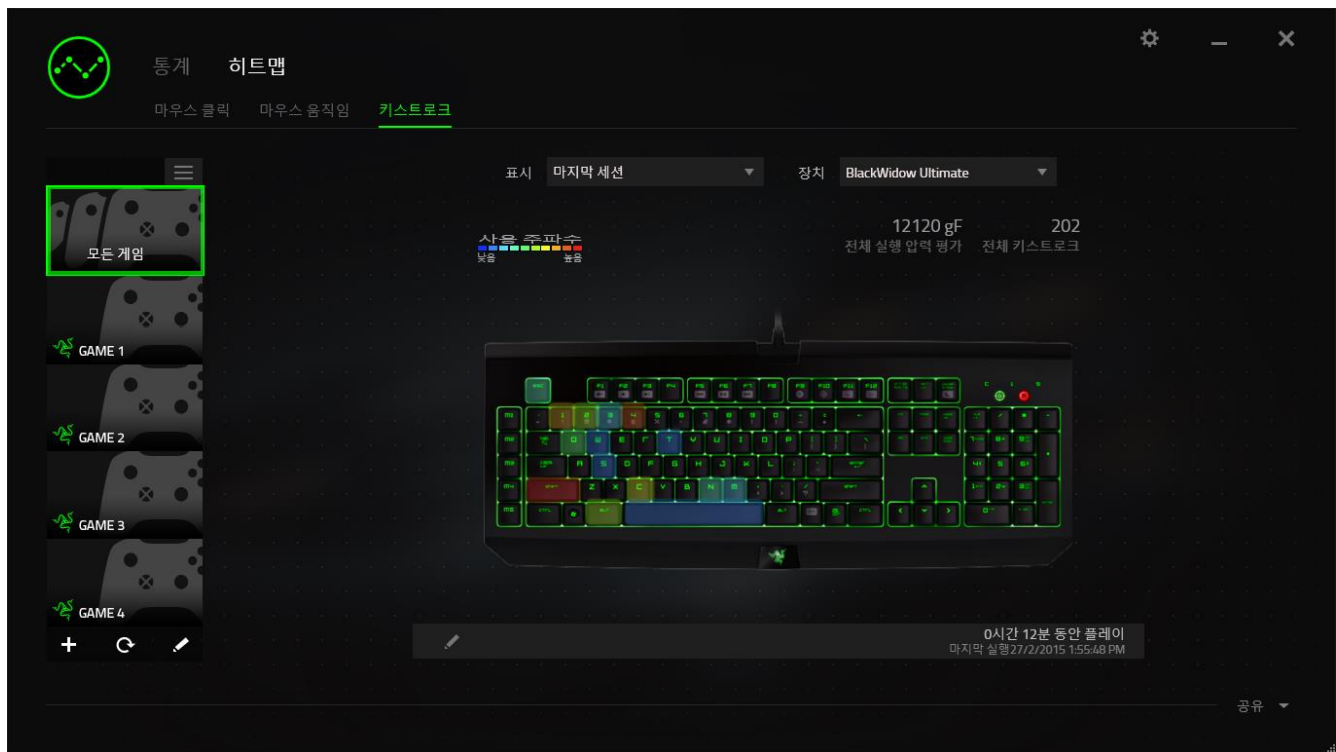 통계 히트맵
마우스 클릭 마우스 움직임 키스트로크
표시 마지막 세션 장치 BlackWidow Ultimate
모든 게임
사용 주파수
낮음 높음
12120 gF 202
전체 실행 압력 평가 전체 키스트로크
GAME 1
GAME 2
GAME 3
GAME 4
0시간 12분 동안 플레이
마지막 실행27/2/2015 1:55:48 PM
공유